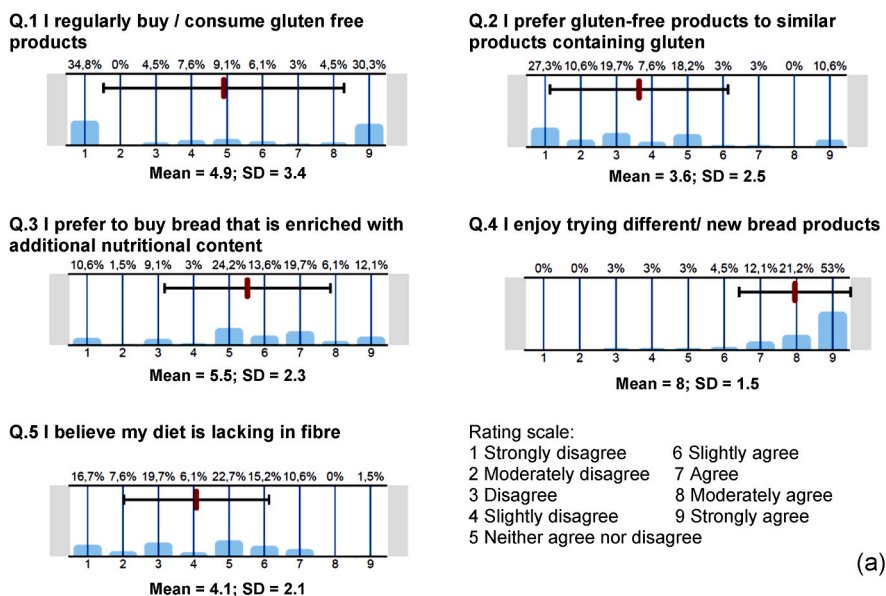 Q.1 I regularly buy / consume gluten free
products
34,8% 0% 4,5% 7,6% 9,1% 6,1% 3% 4,5% 30,3%
1 2 3 4 5 6 7 8 9
Mean = 4.9; SD = 3.4
Q.2 I prefer gluten-free products to similar
products containing gluten
27,3% 10,6% 19,7% 7,6% 18,2% 3% 3% 0% 10,6%
1 2 3 4 5 6 7 8 9
Mean = 3.6; SD = 2.5
Q.3 I prefer to buy bread that is enriched with
additional nutritional content
10,6% 1,5% 9,1% 3% 24,2% 13,6% 19,7% 6,1% 12,1%
1 2 3 4 5 6 7 8 9
Mean = 5.5; SD = 2.3
Q.4 I enjoy trying different/ new bread products
0% 0% 3% 3% 3% 4,5% 12,1% 21,2% 53%
1 2 3 4 5 6 7 8 9
Mean = 8; SD = 1.5
Q.5 I believe my diet is lacking in fibre
16,7% 7,6% 19,7% 6,1% 22,7% 15,2% 10,6% 0% 1,5%
1 2 3 4 5 6 7 8 9
Mean = 4.1; SD = 2.1
Rating scale:
1 Strongly disagree 6 Slightly agree
2 Moderately disagree 7 Agree
3 Disagree 8 Moderately agree
4 Slightly disagree 9 Strongly agree
5 Neither agree nor disagree
(a)